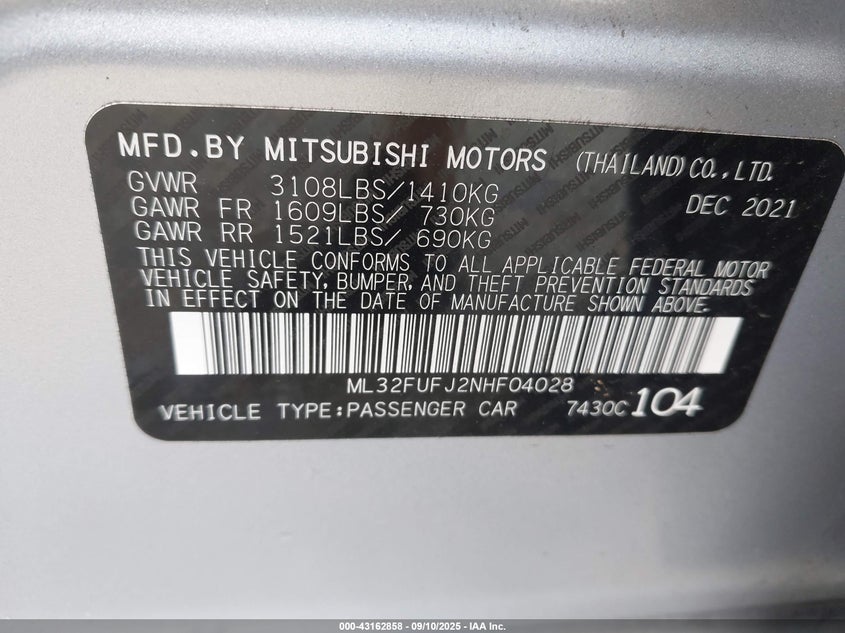 MFD.BY MITSUBISHI MOTORS (THAILAND) CO.,LTD.
GVWR 3108LBS/1410KG DEC 2021
GAWR FR 1609LBS/ 730KG
GAWR RR 1521LBS/ 690KG
THIS VEHICLE CONFORMS TO ALL APPLICABLE FEDERAL MOTOR
VEHICLE SAFETY, BUMPER, AND THEFT PREVENTION STANDARDS
IN EFFECT ON THE DATE OF MANUFACTURE SHOWN ABOVE.
ML32FUFJ2NHF04028
VEHICLE TYPE:PASSENGER CAR 7430C 104
000-43162858 - 09/10/2025 - IAA Inc.